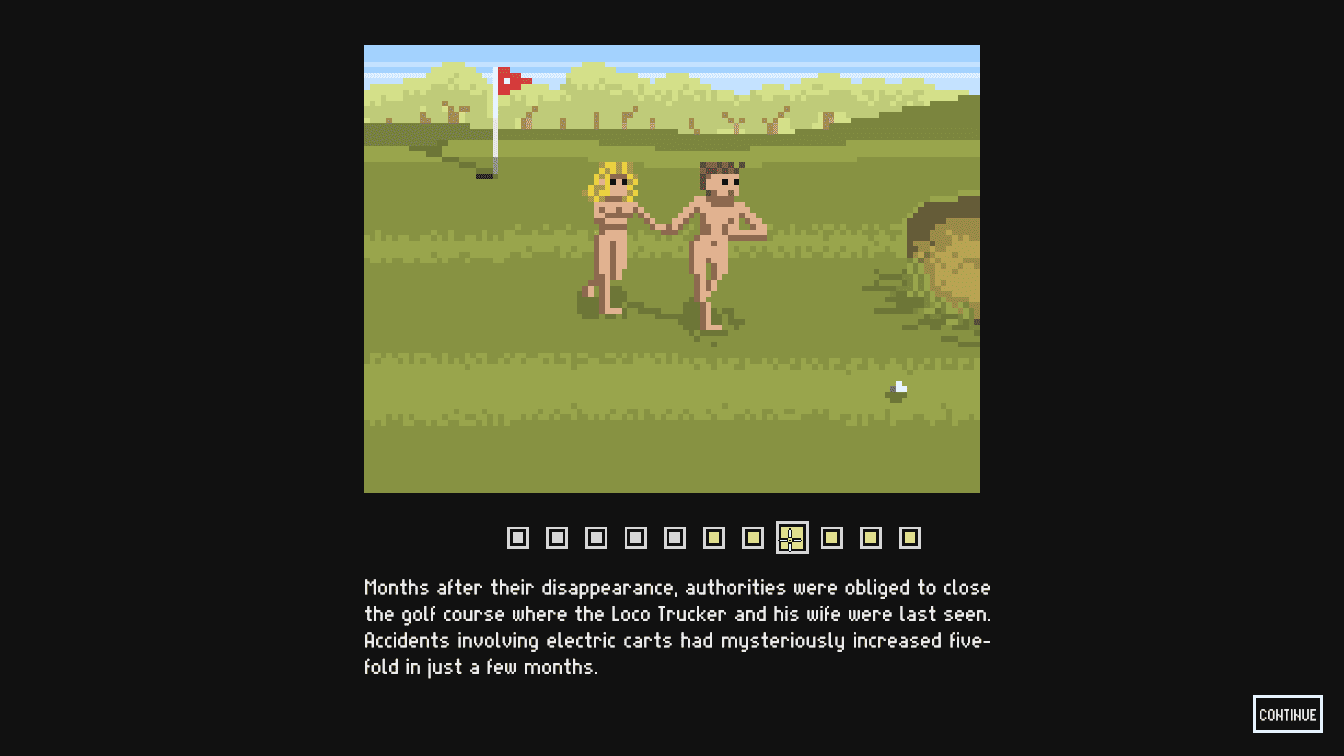 Months after their disappearance, authorities were obliged to close
the golf course where the Loco Trucker and his wife were last seen.
Accidents involving electric carts had mysteriously increased five-
fold in just a few months.
CONTINUE